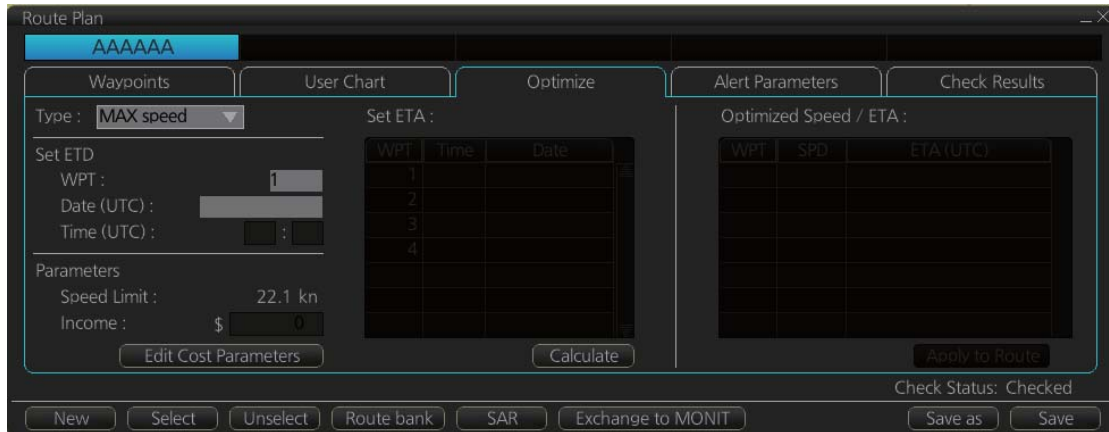 Route Plan
AAAAAA
Waypoints User Chart Optimize Alert Parameters Check Results
Type : MAX speed Set ETA : Optimized Speed / ETA :
Set ETD WPT Time Date WPT SPD ETA (UTC)
WPT : 1 1
Date (UTC) : 2
Time (UTC) : : 3
4
Parameters
Speed Limit : 22.1 kn
Income : $ 0
Edit Cost Parameters Calculate Apply to Route
Check Status: Checked
New Select Unselect Route bank SAR Exchange to MONIT Save as Save